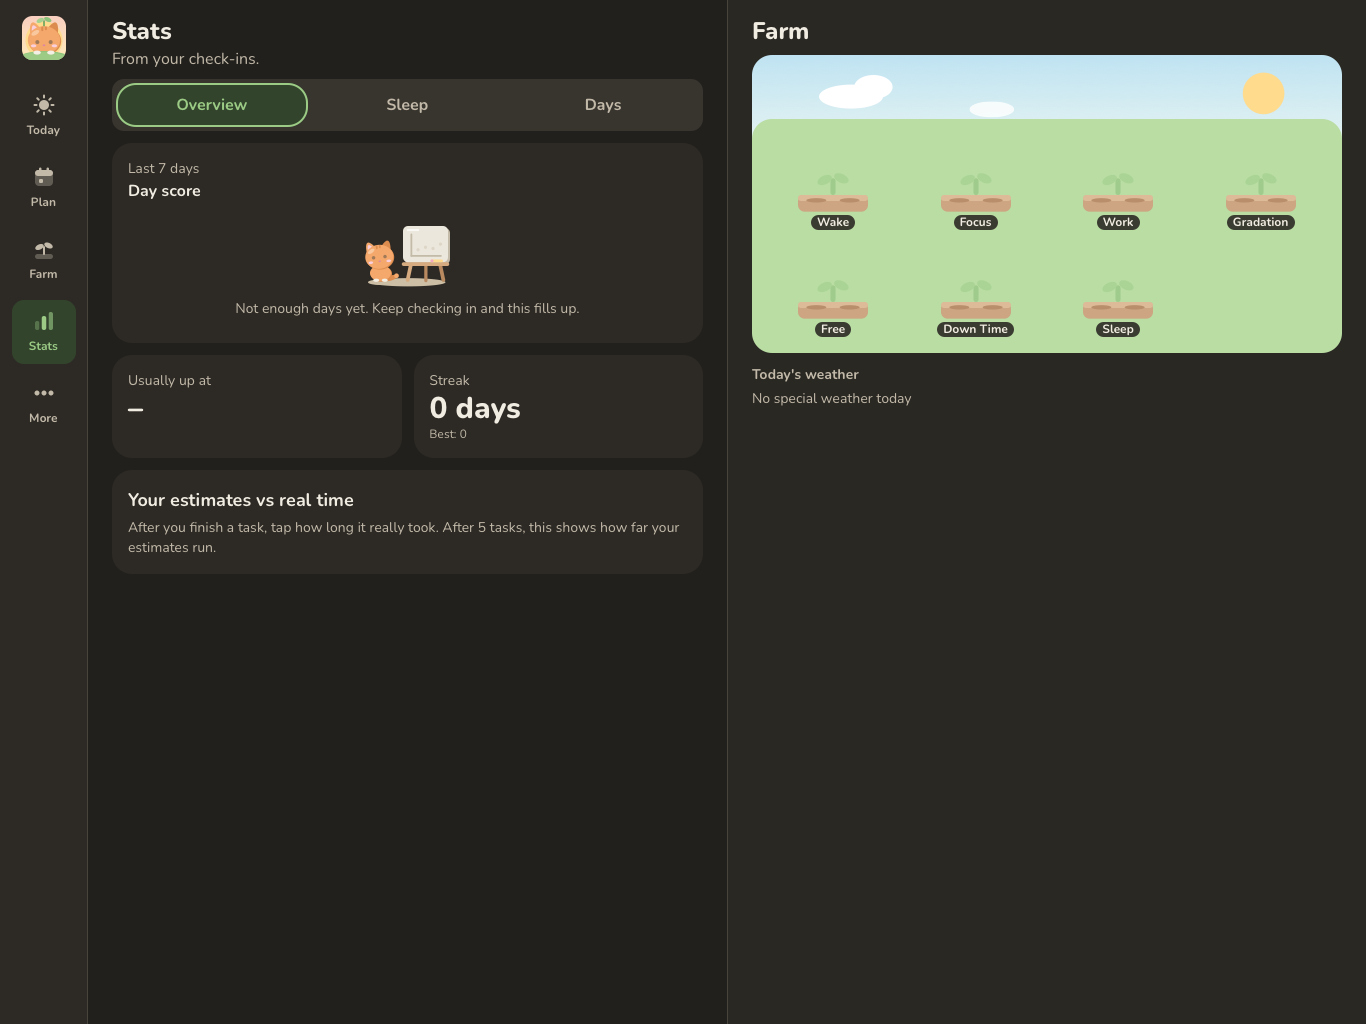 Today
Plan
Farm
Stats
More
Stats
From your check-ins.
Overview
Sleep
Days
Last 7 days
Day score
Not enough days yet. Keep checking in and this fills up.
Usually up at
–
Streak
0 days
Best: 0
Your estimates vs real time
After you finish a task, tap how long it really took. After 5 tasks, this shows how far your
estimates run.
Farm
Wake
Focus
Work
Gradation
Free
Down Time
Sleep
Today's weather
No special weather today